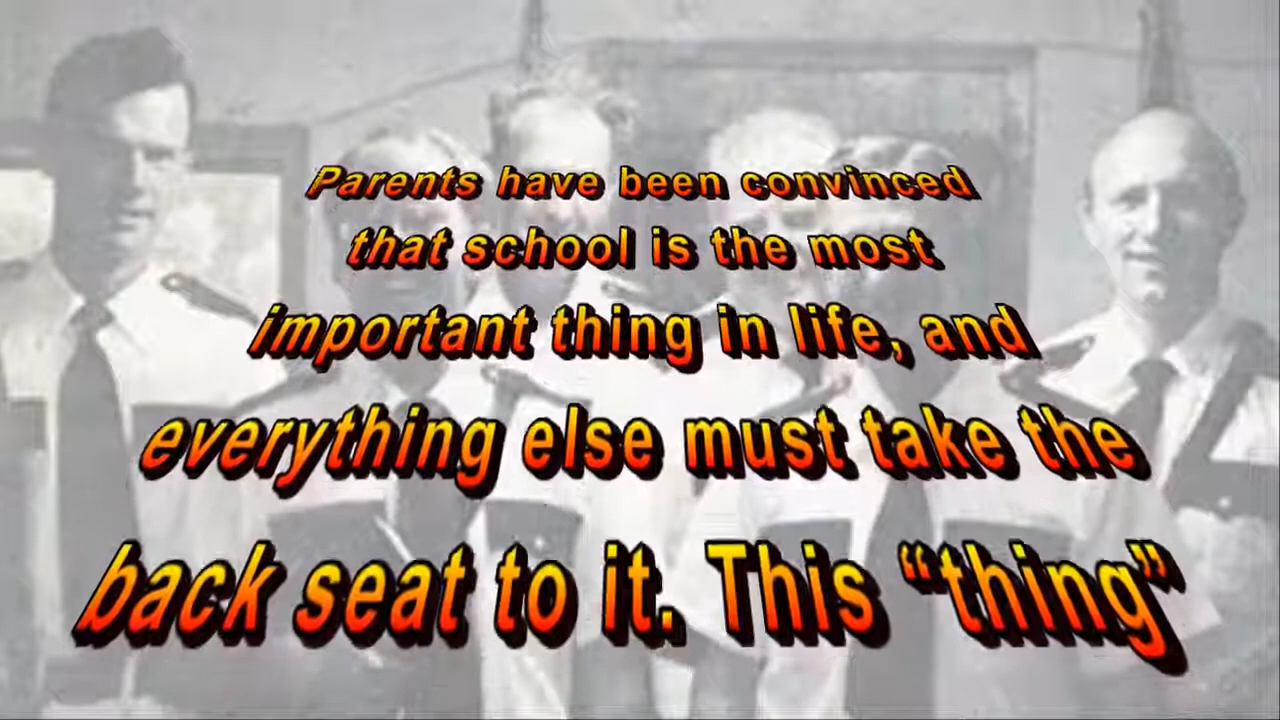 Parents have been convinced
that school is the most
important thing in life, and
everything else must take the
back seat to it. This “thing”